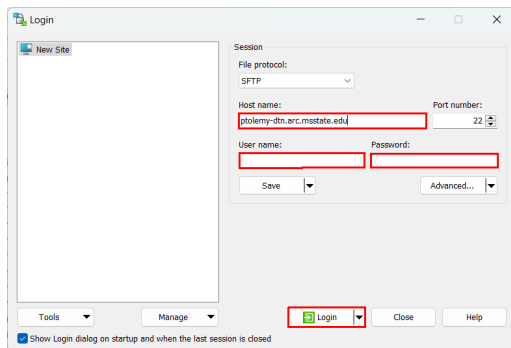 Login
New Site
Session
File protocol:
SFTP
Host name:
Port number:
ptolemy-dtn.arc.msstate.edu
22
User name:
Password:
Save
Advanced...
Tools
Manage
Login
Close
Help
Show Login dialog on startup and when the last session is closed